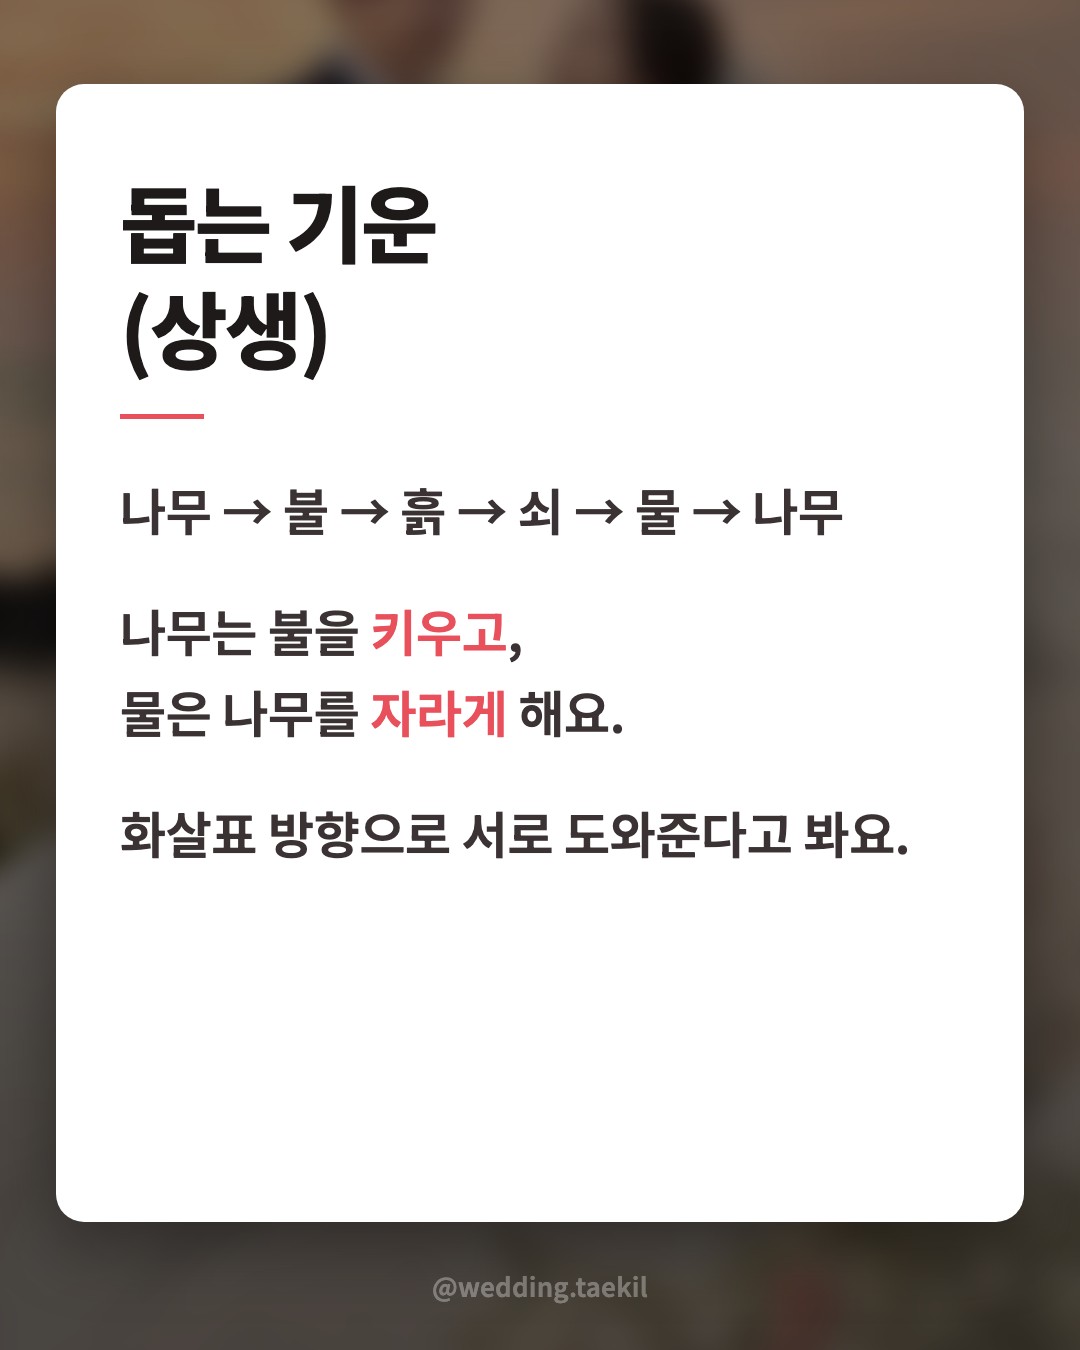 돕는 기운
(상생)
나무 → 불 → 흙 → 쇠 → 물 → 나무
나무는 불을 키우고,
물은 나무를 자라게 해요.
화살표 방향으로 서로 도와준다고 봐요.
@wedding.taekil